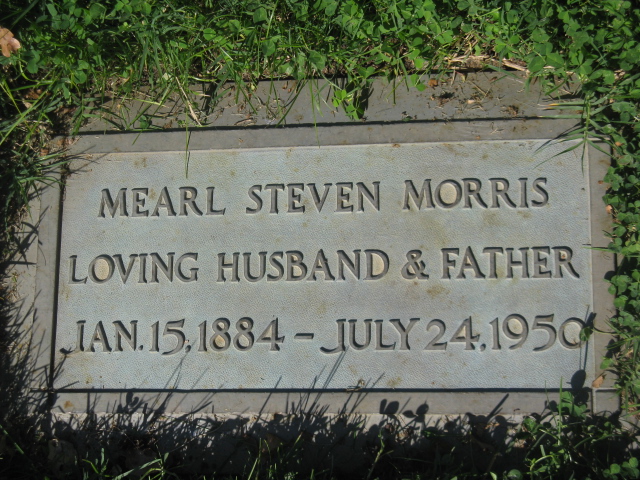 MEARL STEVEN MORRIS
LOVING HUSBAND & FATHER
JAN. 15, 1884 – JULY 24, 1950